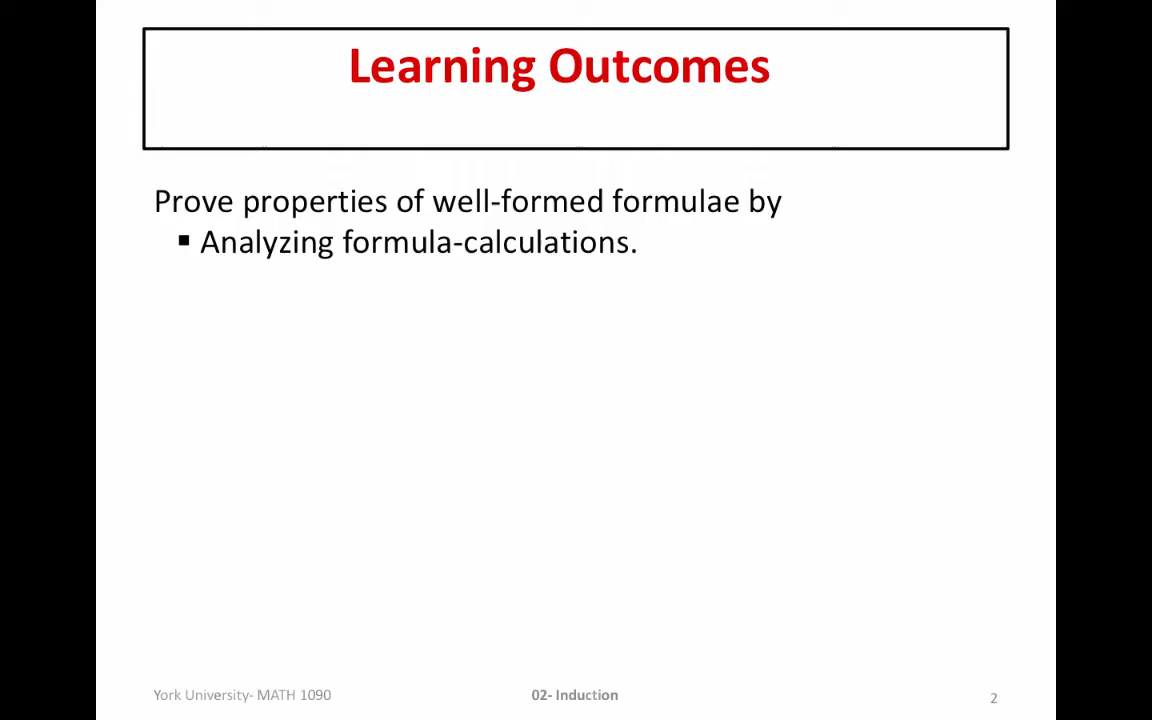 Learning Outcomes
Prove properties of well-formed formulae by
▪ Analyzing formula-calculations.
York University- MATH 1090
02- Induction
2